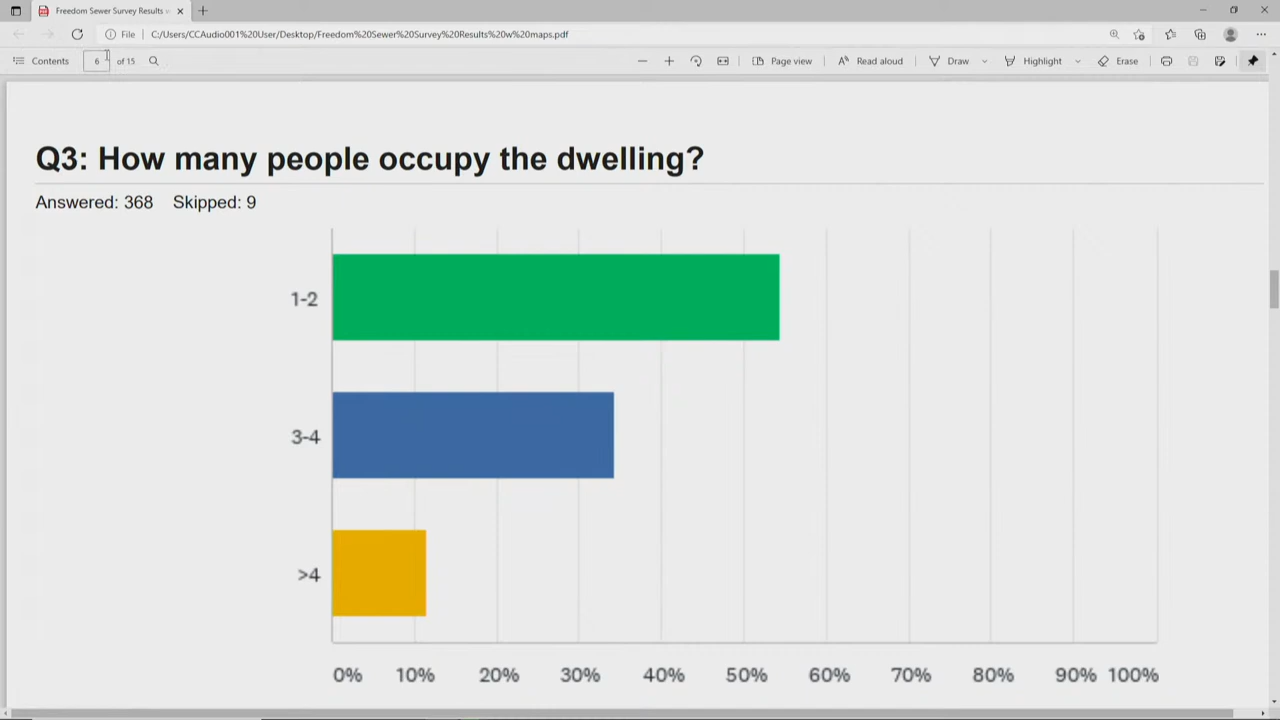 Freedom Sewer Survey Results w
File
C:/Users/CCAudio001%20User/Desktop/Freedom%20Sewer%20Survey%20Results%20w%20maps.pdf
Contents
6
of 15
Page view
Read aloud
Draw
Highlight
Erase
Q3: How many people occupy the dwelling?
Answered: 368 Skipped: 9
1-2
3-4
>4
0% 10% 20% 30% 40% 50% 60% 70% 80% 90% 100%